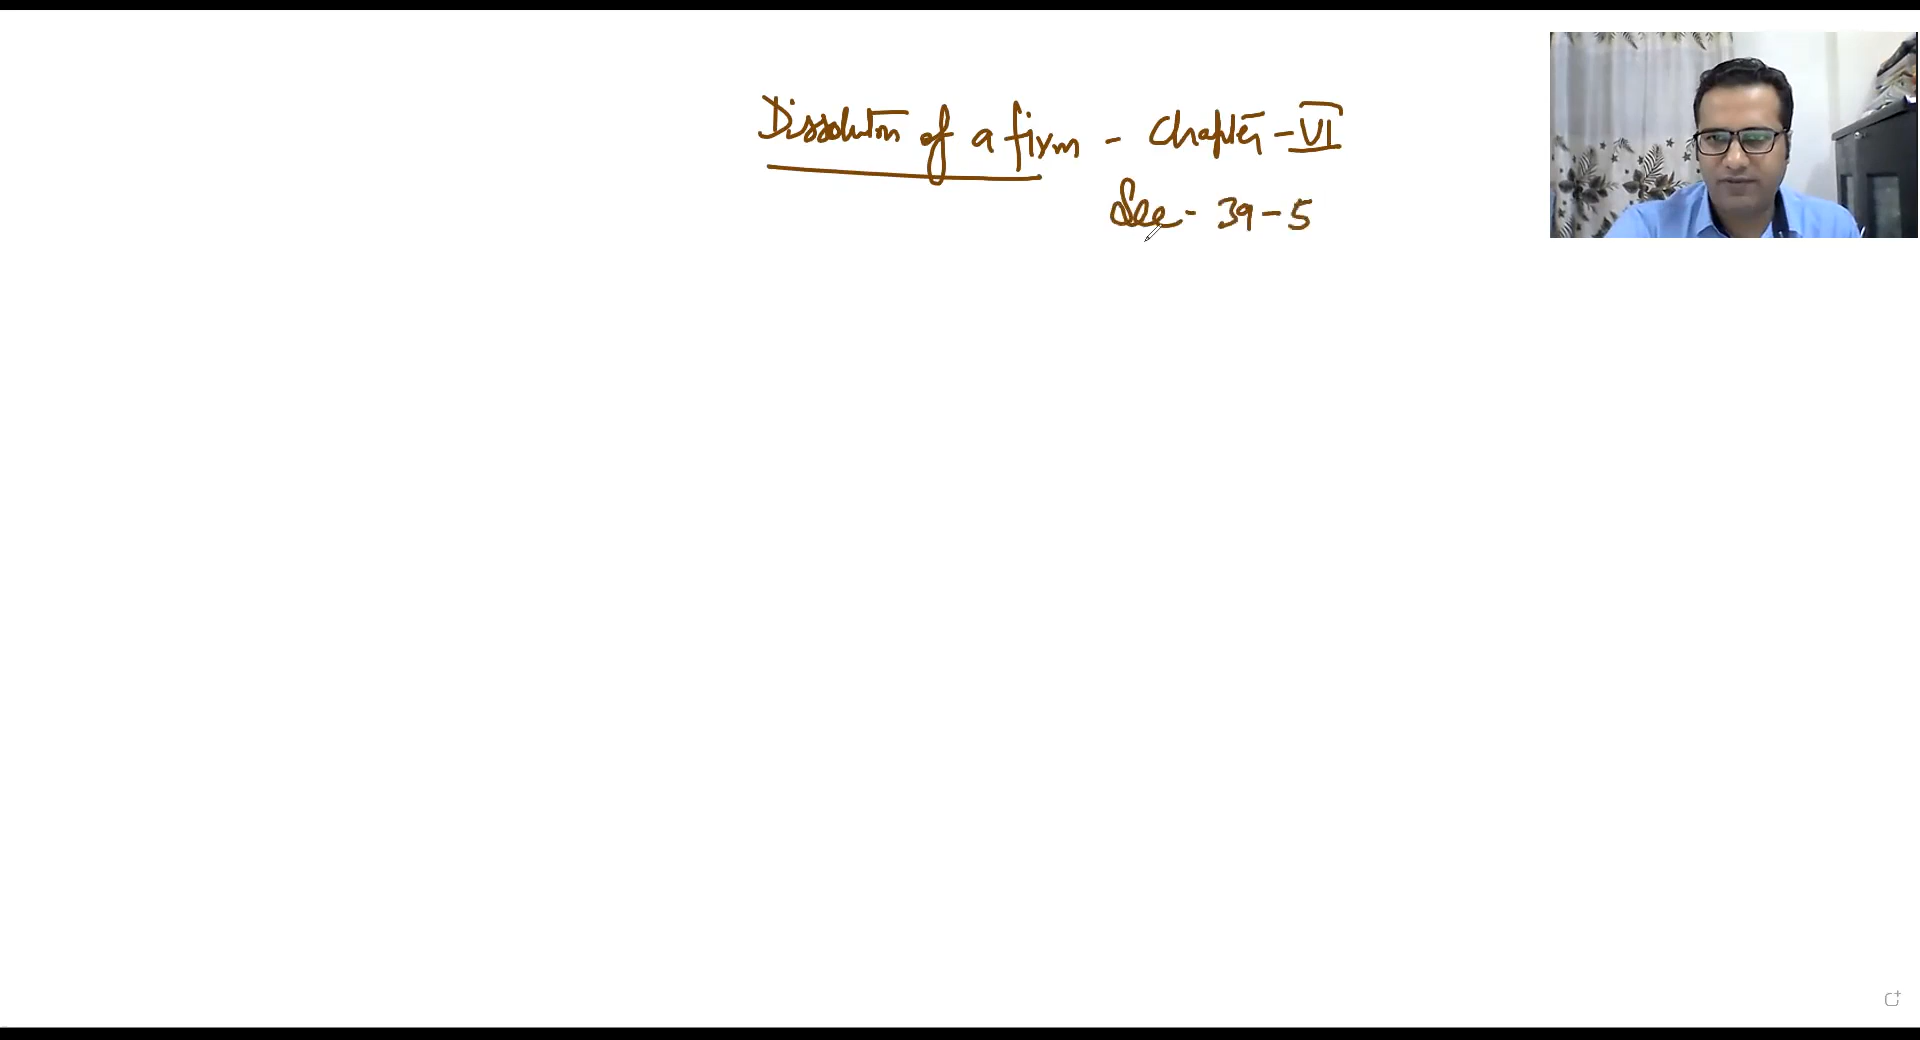 Dissolution of a firm - Chapter - VI
Sec - 39 - 5